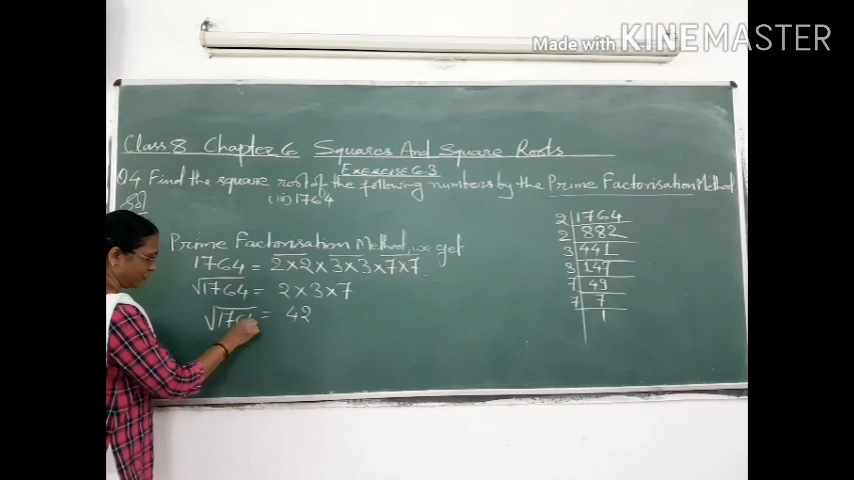 Made with KINEMASTER
Class 8 Chapter 6 Squares And Square Roots
EXERCISE 6.3
Q4 Find the square root of the following numbers by the Prime Factorisation Method.
(iii) 1764
Sol
Prime Factorisation Method, we get
1764 = 2×2×3×3×7×7
√1764 = 2×3×7
√1764 = 42
2 1764
2 882
3 441
3 147
7 49
7 7
1